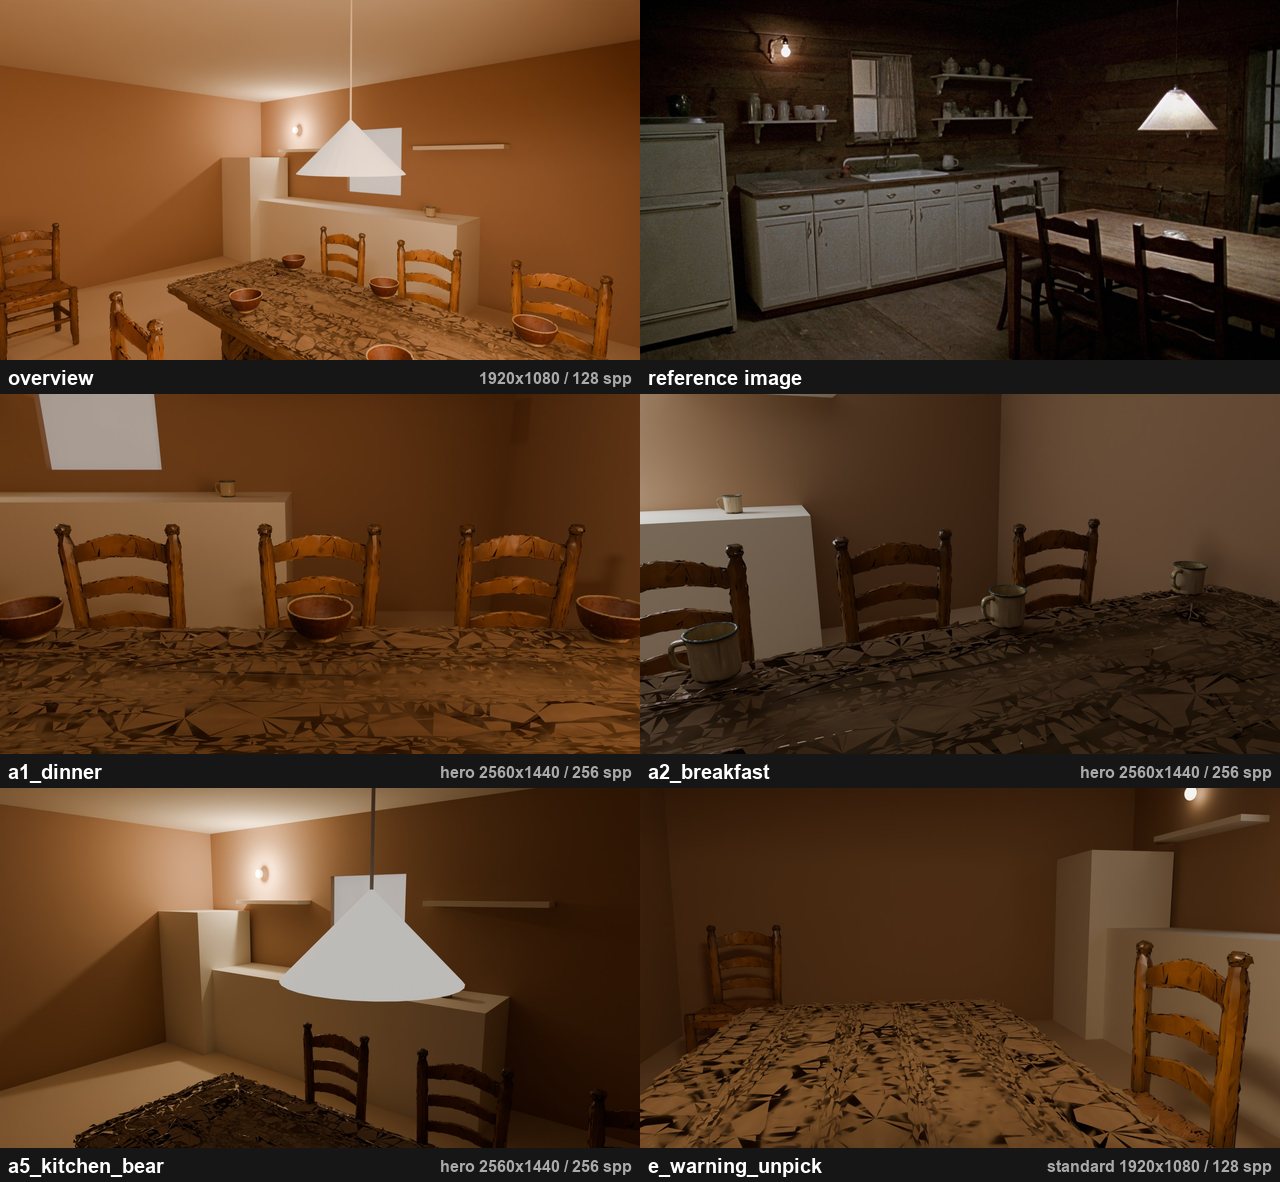 overview
1920x1080 / 128 spp
reference image
a1_dinner
hero 2560x1440 / 256 spp
a2_breakfast
hero 2560x1440 / 256 spp
a5_kitchen_bear
hero 2560x1440 / 256 spp
e_warning_unpick
standard 1920x1080 / 128 spp